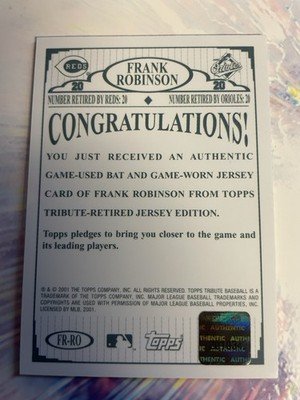 REDS
FRANK
ROBINSON
Orioles
20
20
NUMBER RETIRED BY REDS: 20
NUMBER RETIRED BY ORIOLES: 20
CONGRATULATIONS!
YOU JUST RECEIVED AN AUTHENTIC
GAME-USED BAT AND GAME-WORN JERSEY
CARD OF FRANK ROBINSON FROM TOPPS
TRIBUTE-RETIRED JERSEY EDITION.
Topps pledges to bring you closer to the game and
its leading players.
® & © 2001 THE TOPPS COMPANY, INC. ALL RIGHTS RESERVED. TOPPS TRIBUTE BASEBALL IS A
TRADEMARK OF THE TOPPS COMPANY, INC. MAJOR LEAGUE BASEBALL TRADEMARKS AND
COPYRIGHTS ARE USED WITH PERMISSION OF MAJOR LEAGUE BASEBALL PROPERTIES, INC.
LICENSED BY MLB, 2001.
FR-RO
Topps
AUTHENTIC
AUTHENTIC